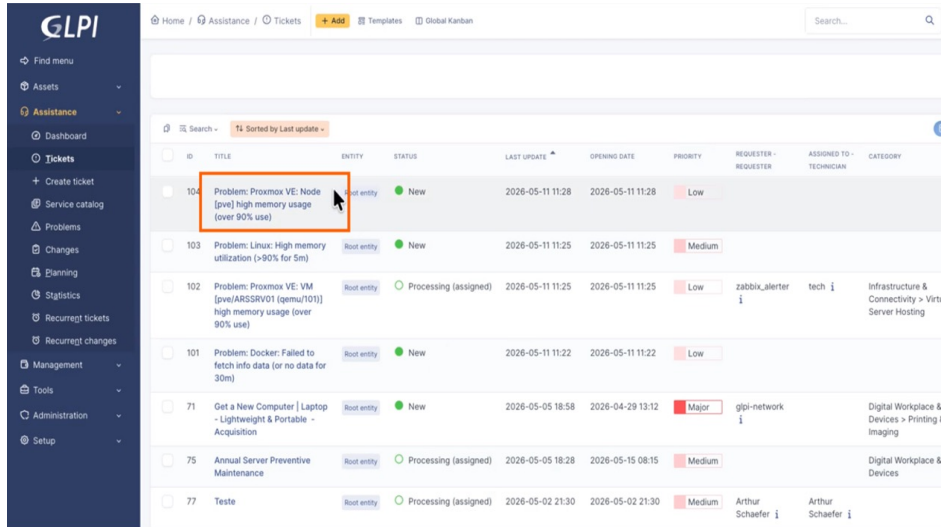 GLPI
Home / Assistance / Tickets + Add Templates Global Kanban Search...
Find menu
Assets
Assistance
Dashboard
Tickets
Create ticket
Service catalog
Problems
Changes
Planning
Statistics
Recurrent tickets
Recurrent changes
Management
Tools
Administration
Setup
Search Sorted by Last update
ID TITLE ENTITY STATUS LAST UPDATE OPENING DATE PRIORITY REQUESTER - REQUESTER ASSIGNED TO - TECHNICIAN CATEGORY
104 Problem: Proxmox VE: Node Root entity New 2026-05-11 11:28 2026-05-11 11:28 Low
[pve] high memory usage
(over 90% use)
103 Problem: Linux: High memory Root entity New 2026-05-11 11:25 2026-05-11 11:25 Medium
utilization (>90% for 5m)
102 Problem: Proxmox VE: VM Root entity Processing (assigned) 2026-05-11 11:25 2026-05-11 11:25 Low zabbix_alerter tech i Infrastructure &
[pve/ARSSRV01 (qemu/101)] i Connectivity >
high memory usage (over Server Hosting
90% use)
101 Problem: Docker: Failed to Root entity New 2026-05-11 11:22 2026-05-11 11:22 Low
fetch info data (or no data for
30m)
71 Get a New Computer | Laptop Root entity New 2026-05-05 18:58 2026-04-29 13:12 Major glpi-network Digital Workplace &
- Lightweight & Portable - i Devices > Printing
Acquisition Imaging
75 Annual Server Preventive Root entity Processing (assigned) 2026-05-05 18:28 2026-05-15 08:15 Medium Digital Workplace &
Maintenance Devices
77 Teste Root entity Processing (assigned) 2026-05-02 21:30 2026-05-02 21:30 Medium Arthur Arthur
Schaefer i Schaefer i